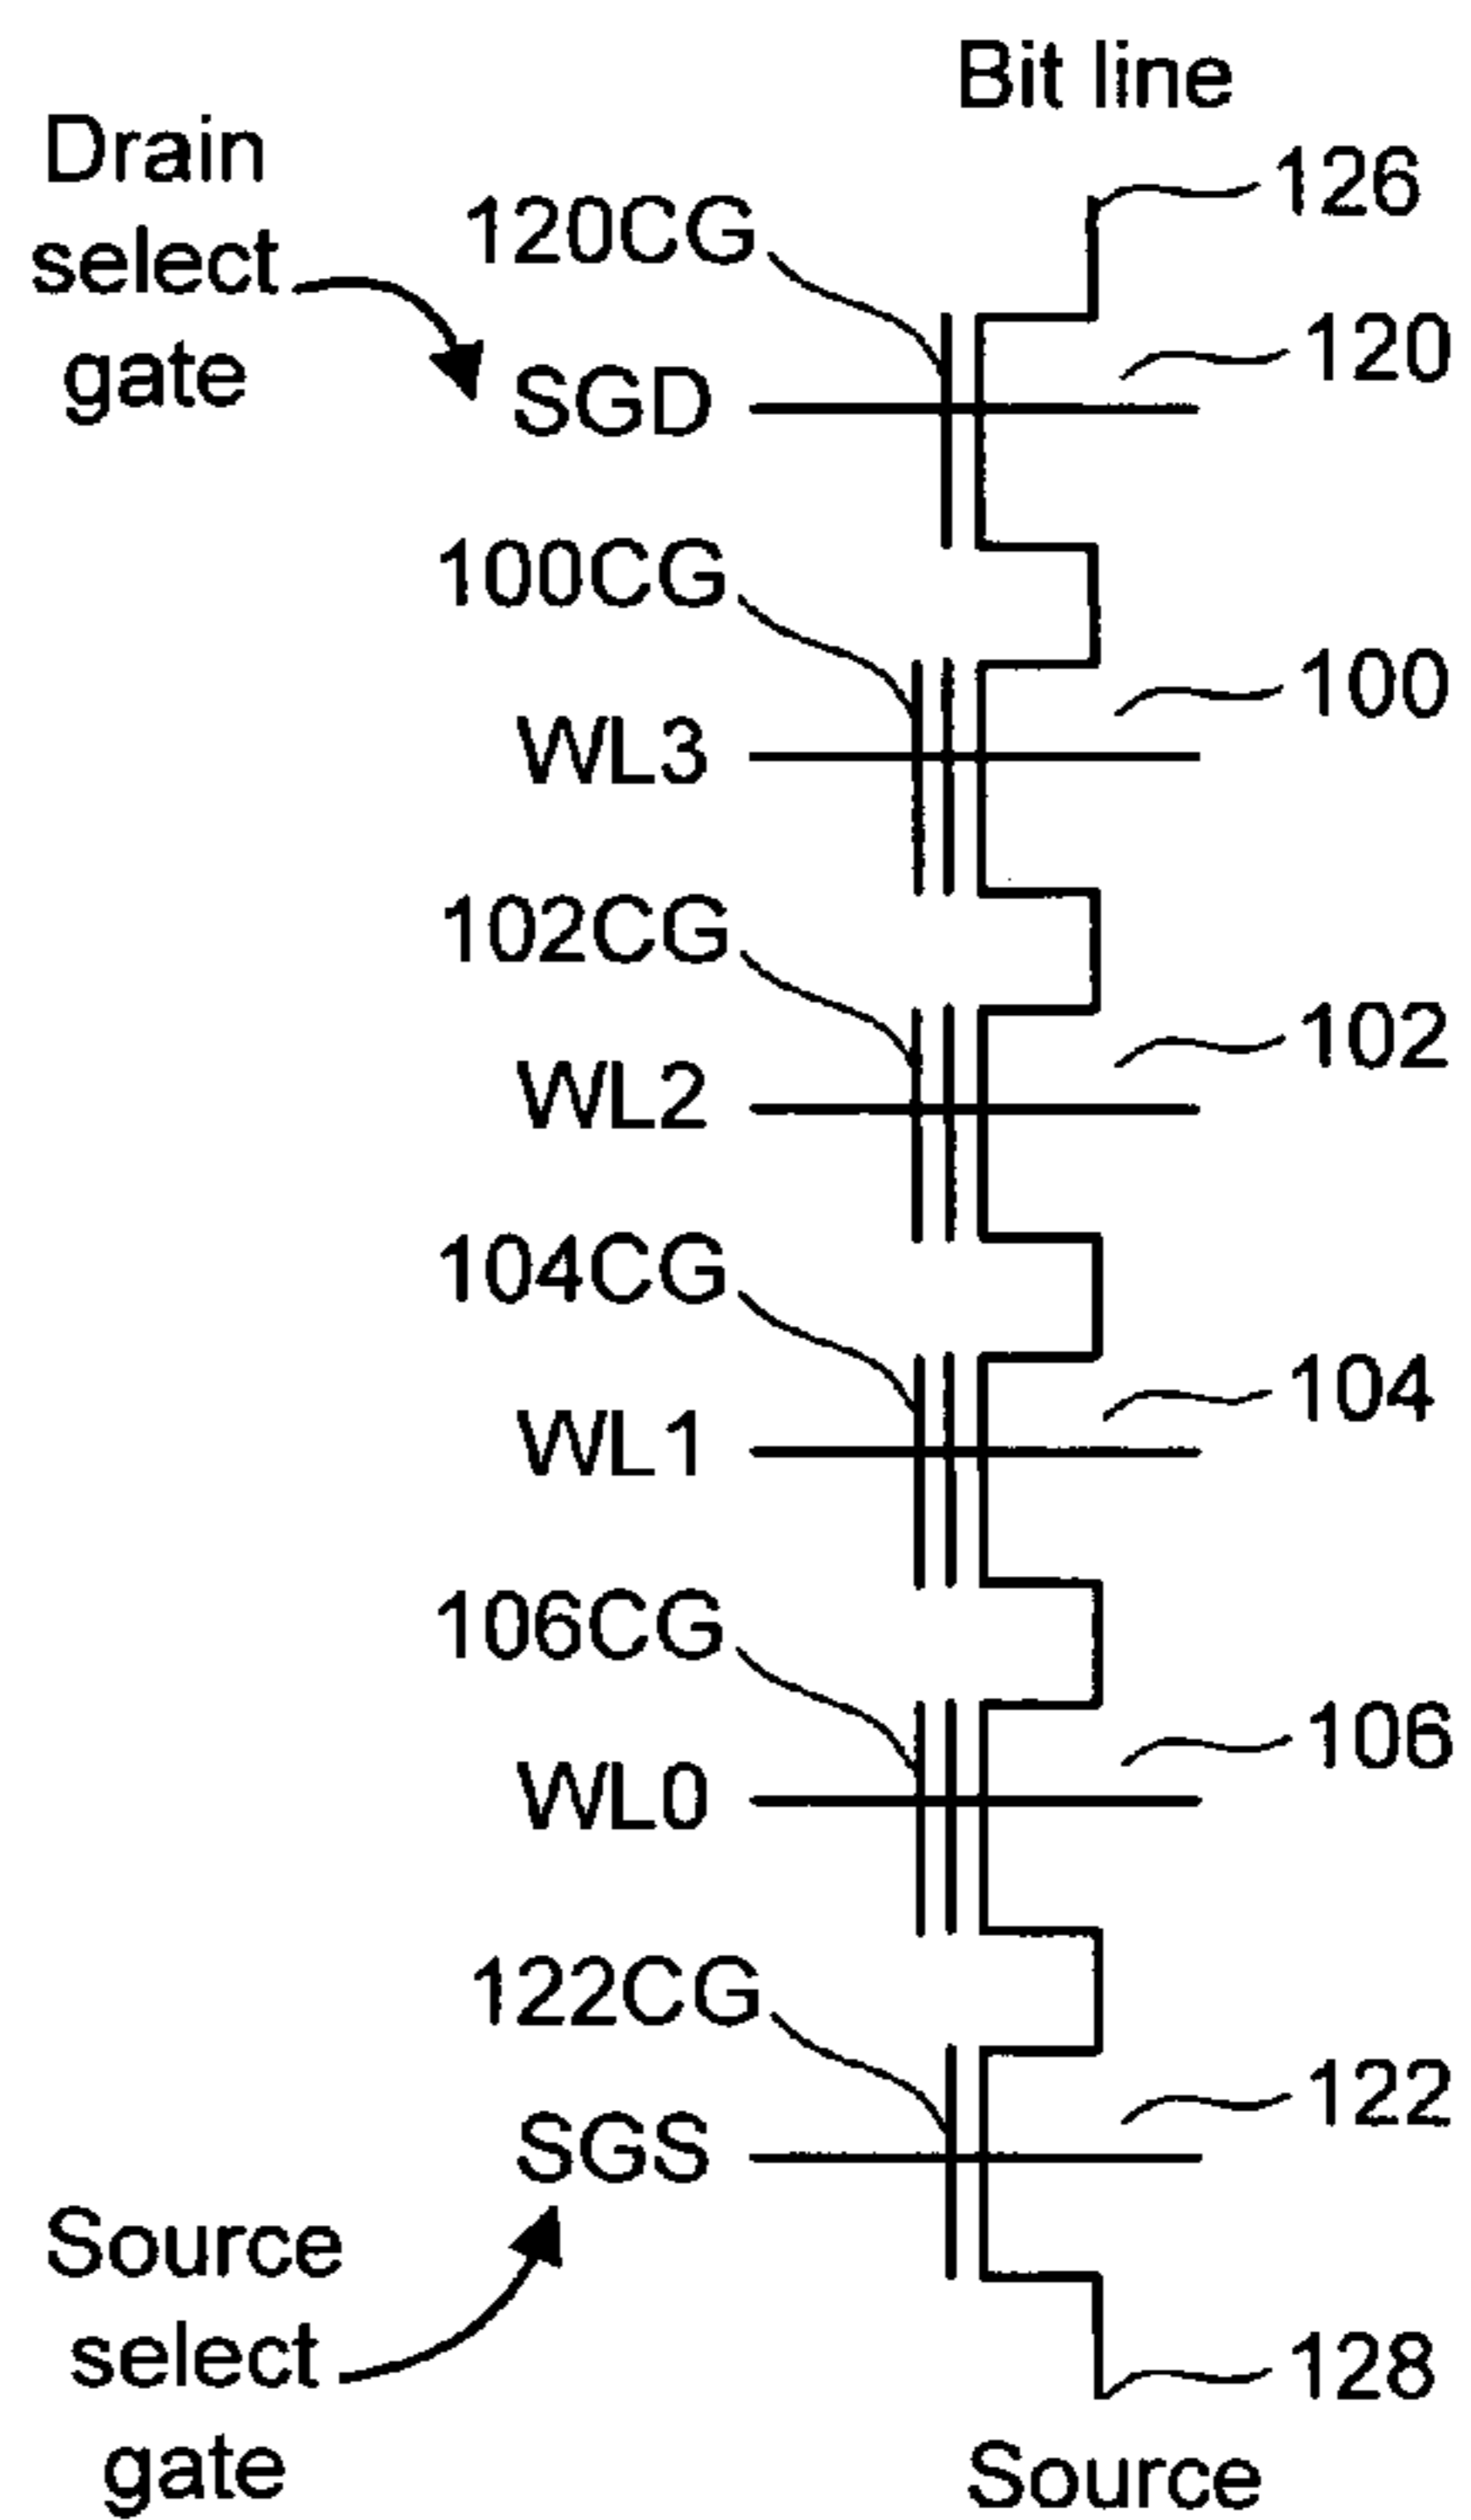 Bit line
126
Drain
select
gate
120CG
120
SGD
100CG
100
WL3
102CG
102
WL2
104CG
104
WL1
106CG
106
WL0
122CG
122
SGS
Source
select
gate
128
Source